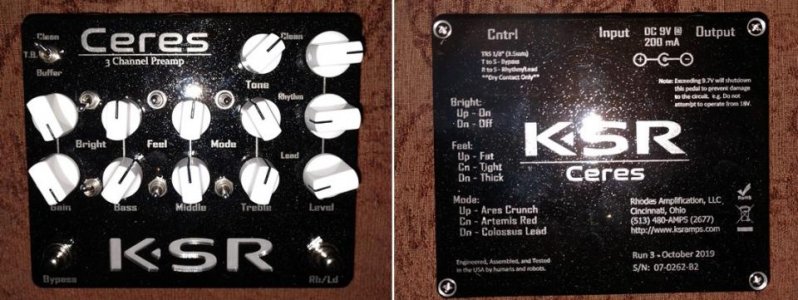 Ceres
3 Channel Preamp
Clean
T.B.
Buffer
Clean
Tone
Rhythm
Bright
Feel
Mode
Lead
Gain
Bass
Middle
Treble
Level
KSR
Bypass
Rh/Ld
Cntrl
Input
DC 9V @
200 mA
Output
TRS 1/8" (3.5mm)
T to S - Bypass
R to S - Rhythm/Lead
**Dry Contact Only**
Note: Exceeding 9.7V will shutdown
this pedal to prevent damage
to the circuit. e.g. Do not
attempt to operate from 18V.
Bright:
Up - On
Dn - Off
Feel:
Up - Fat
Cn - Tight
Dn - Thick
Mode:
Up - Ares Crunch
Cn - Artemis Red
Dn - Colossus Lead
KSR
Ceres
Rhodes Amplification, LLC
Cincinnati, Ohio
(513) 480-AMPS (2677)
http://www.ksramps.com
RoHS
Engineered, Assembled, and Tested
in the USA by humans and robots.
Run 3 - October 2019
S/N: 07-0262-B2